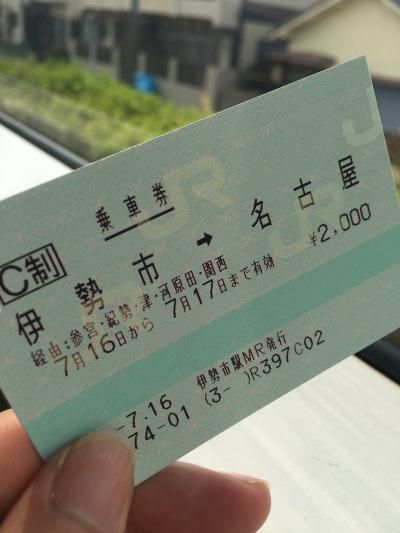 乗車券
C制
伊勢市 → 名古屋
経由:参宮・紀勢・津・河原田・関西
7月16日から 7月17日まで有効 ¥2,000
-7.16 伊勢市駅MR発行
74-01 (3- )R397C02